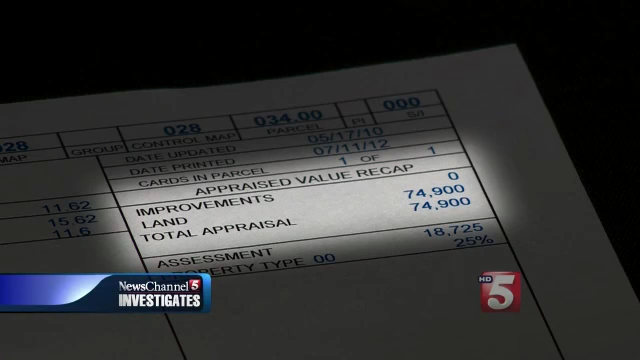 028 034.00 000
028 CONTROL MAP PARCEL PI S/I
MAP GROUP DATE UPDATED 05/17/10
DATE PRINTED 07/11/12
CARDS IN PARCEL 1 OF 1
APPRAISED VALUE RECAP
11.62 IMPROVEMENTS 0
15.62 LAND 74,900
11.6 TOTAL APPRAISAL 74,900
ASSESSMENT 18,725
PROPERTY TYPE 00 25%
NewsChannel 5
INVESTIGATES
HD
5